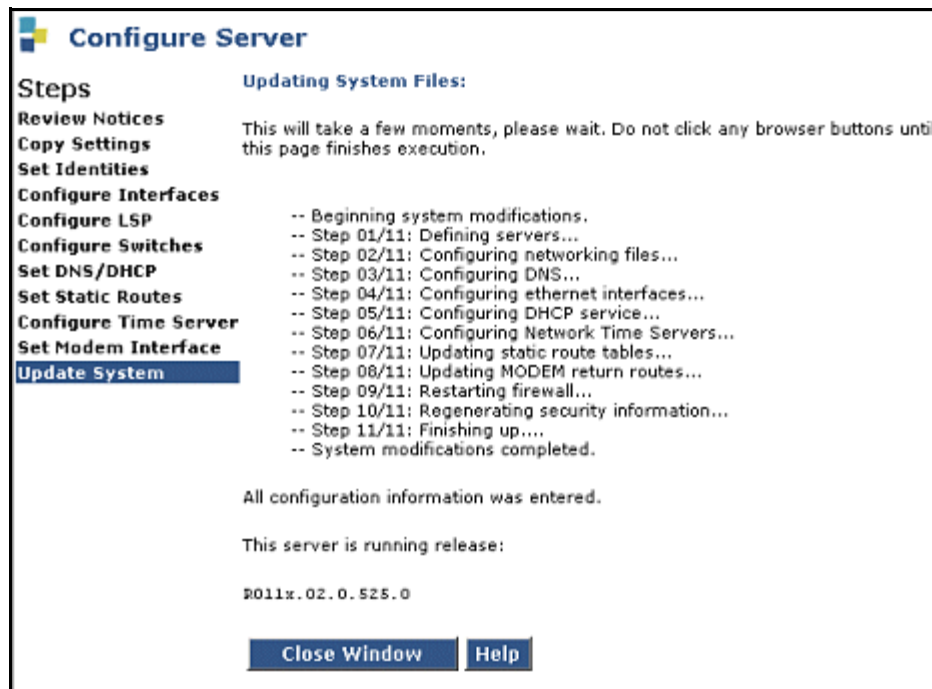 Configure Server
Steps
Review Notices
Copy Settings
Set Identities
Configure Interfaces
Configure LSP
Configure Switches
Set DNS/DHCP
Set Static Routes
Configure Time Server
Set Modem Interface
Update System
Updating System Files:
This will take a few moments, please wait. Do not click any browser buttons until
this page finishes execution.
-- Beginning system modifications.
-- Step 01/11: Defining servers...
-- Step 02/11: Configuring networking files...
-- Step 03/11: Configuring DNS...
-- Step 04/11: Configuring ethernet interfaces...
-- Step 05/11: Configuring DHCP service...
-- Step 06/11: Configuring Network Time Servers...
-- Step 07/11: Updating static route tables...
-- Step 08/11: Updating MODEM return routes...
-- Step 09/11: Restarting firewall...
-- Step 10/11: Regenerating security information...
-- Step 11/11: Finishing up....
-- System modifications completed.
All configuration information was entered.
This server is running release:
R011x.02.0.525.0
Close Window
Help